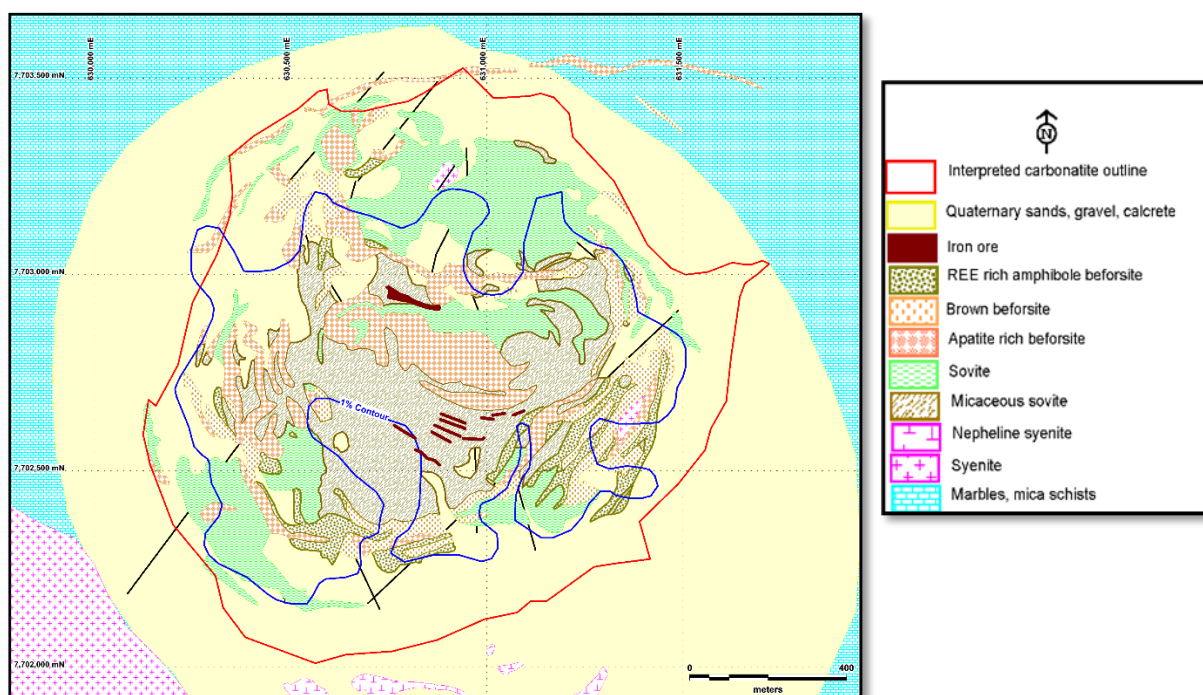 630,000 mE
630,500 mE
631,000 mE
631,500 mE
7,703,500 mN
7,703,000 mN
7,702,500 mN
7,702,000 mN
1% Contour
0
400
meters
N
Interpreted carbonatite outline
Quaternary sands, gravel, calcrete
Iron ore
REE rich amphibole beforsite
Brown beforsite
Apatite rich beforsite
Sovite
Micaceous sovite
Nepheline syenite
Syenite
Marbles, mica schists